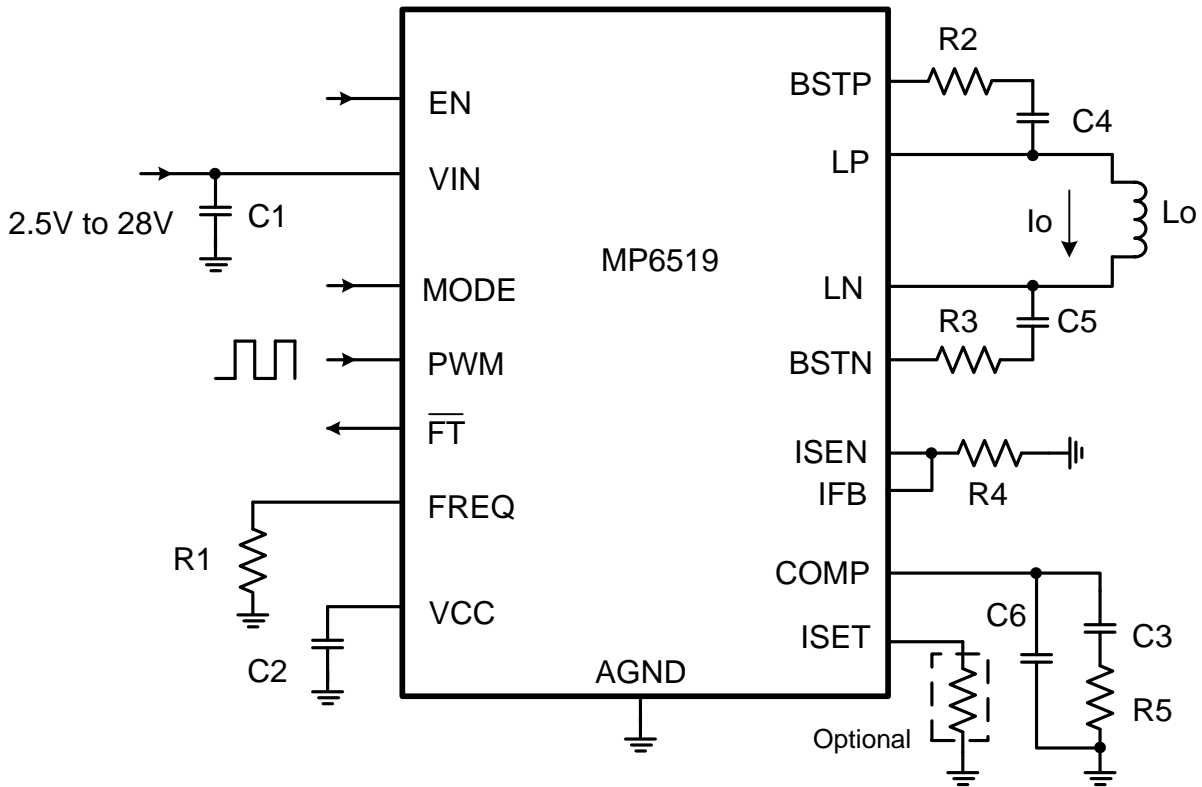 EN
VIN
2.5V to 28V
C1
MODE
PWM
FT
FREQ
R1
VCC
C2
MP6519
AGND
BSTP
R2
C4
LP
Io
Lo
LN
C5
R3
BSTN
ISEN
IFB
R4
COMP
ISET
C6
C3
R5
Optional